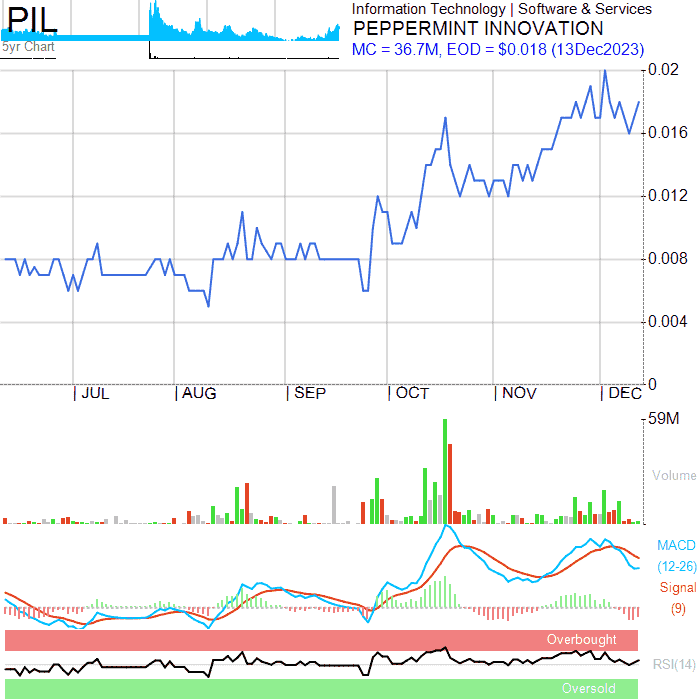 PIL
5yr Chart
Information Technology | Software & Services
PEPPERMINT INNOVATION
MC = 36.7M, EOD = $0.018 (13Dec2023)
0.02
0.016
0.012
0.008
0.004
0
| JUL | AUG | SEP | OCT | NOV | DEC
59M
Volume
MACD
(12-26)
Signal
(9)
Overbought
RSI(14)
Oversold